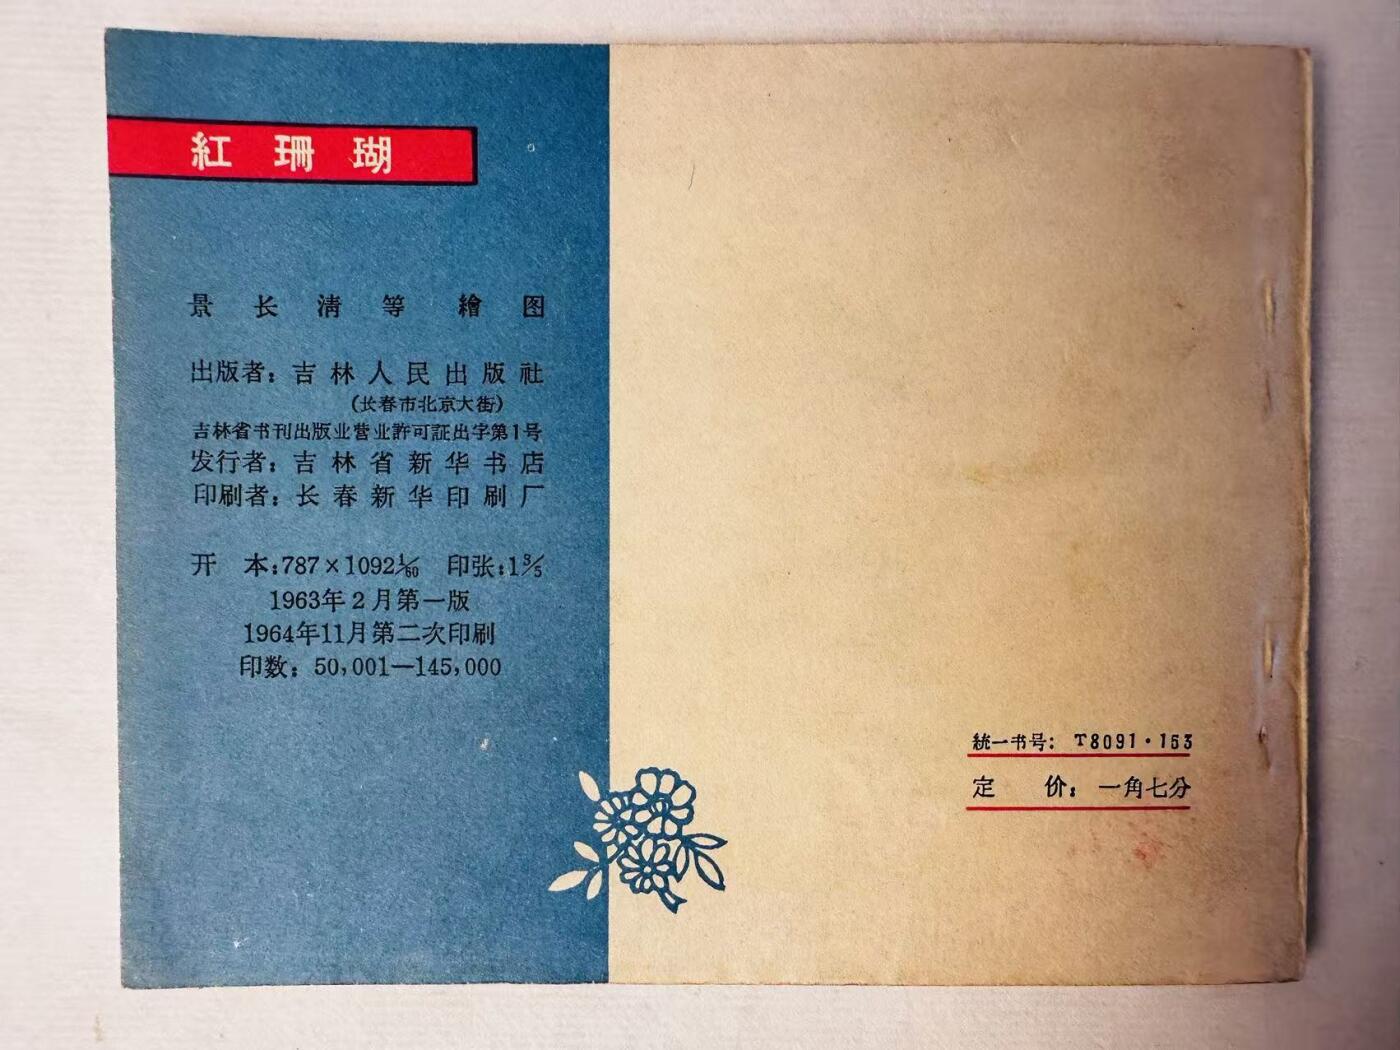 紅珊瑚
景长清等繪图
出版者：吉林人民出版社
(长春市北京大街)
吉林省书刊出版业营业許可証出字第1号
发行者：吉林省新华书店
印刷者：长春新华印刷厂
开 本：787×1092 1/60 印张：1 3/5
1963年2月第一版
1964年11月第二次印刷
印数：50,001—145,000
統一书号：T8091·153
定 价：一角七分